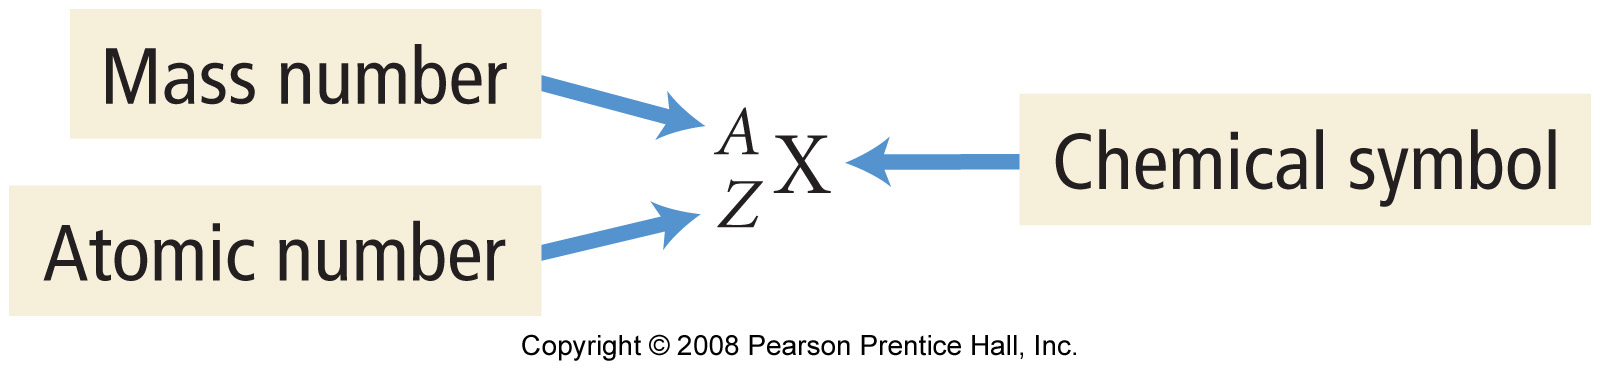 Mass number
Atomic number
A
Z
X
Chemical symbol
Copyright © 2008 Pearson Prentice Hall, Inc.